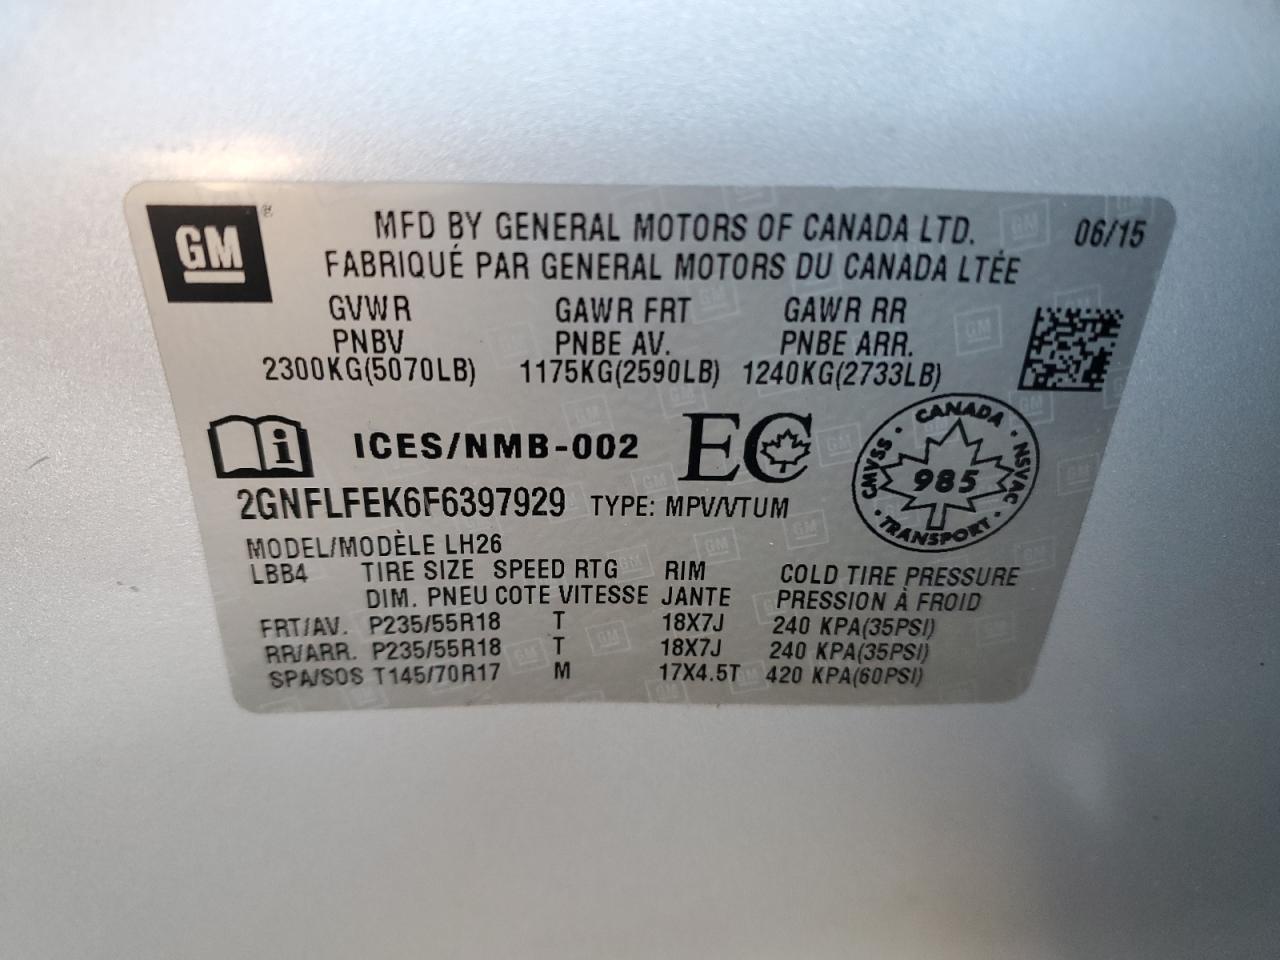 GM®
MFD BY GENERAL MOTORS OF CANADA LTD. 06/15
FABRIQUÉ PAR GENERAL MOTORS DU CANADA LTÉE
GVWR GAWR FRT GAWR RR
PNBV PNBE AV. PNBE ARR.
2300KG(5070LB) 1175KG(2590LB) 1240KG(2733LB)
i ICES/NMB-002 EC
CANADA · NSVAC · TRANSPORT · CMVSS ·
985
2GNFLFEK6F6397929 TYPE: MPV/VTUM
MODEL/MODÈLE LH26
LBB4 TIRE SIZE SPEED RTG RIM COLD TIRE PRESSURE
DIM. PNEU COTE VITESSE JANTE PRESSION À FROID
FRT/AV. P235/55R18 T 18X7J 240 KPA(35PSI)
RR/ARR. P235/55R18 T 18X7J 240 KPA(35PSI)
SPA/SOS T145/70R17 M 17X4.5T 420 KPA(60PSI)